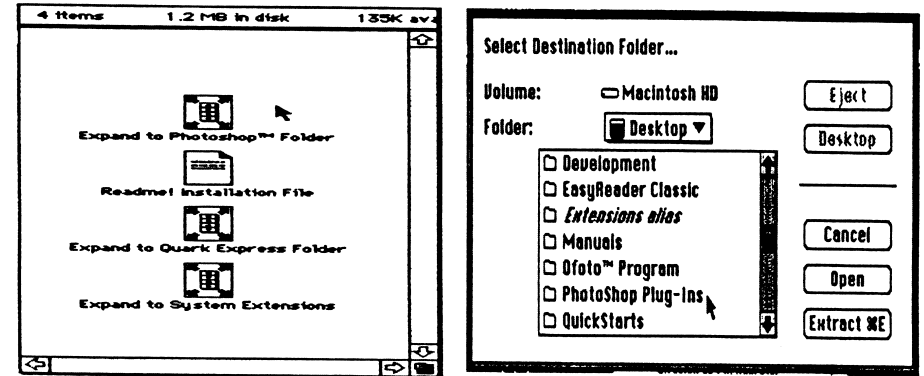 4 items 1.2 MB in disk 135K ava
Expand to Photoshop™ Folder
Readme! Installation File
Expand to Quark Express Folder
Expand to System Extensions
Select Destination Folder...
Volume: Macintosh HD
Folder: Desktop ▼
Development
EasyReader Classic
Extensions alias
Manuals
Ofoto™ Program
PhotoShop Plug-Ins
QuickStarts
Eject
Desktop
Cancel
Open
Extract ⌘E